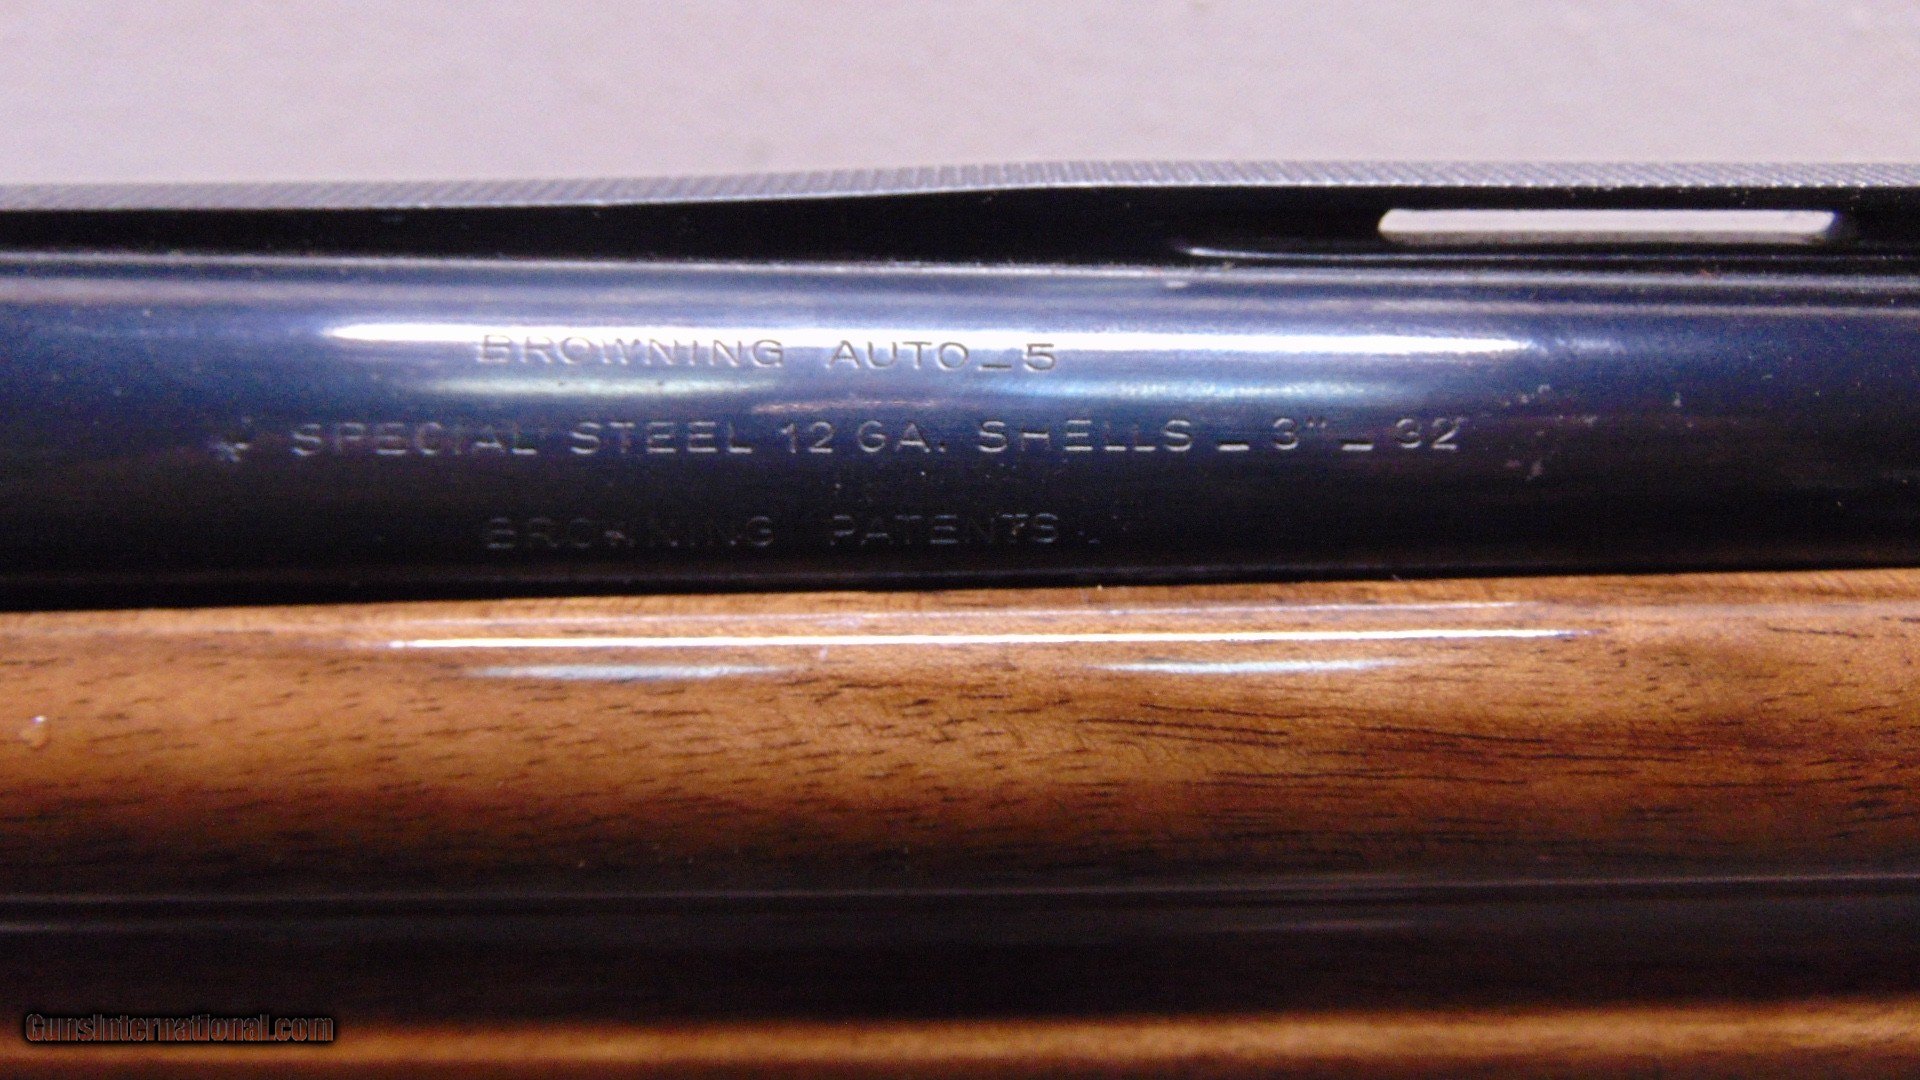 BROWNING AUTO_5
* SPECIAL STEEL 12 GA. SHELLS _ 3" _ 32
BROWNING PATENTS
GunsInternational.com